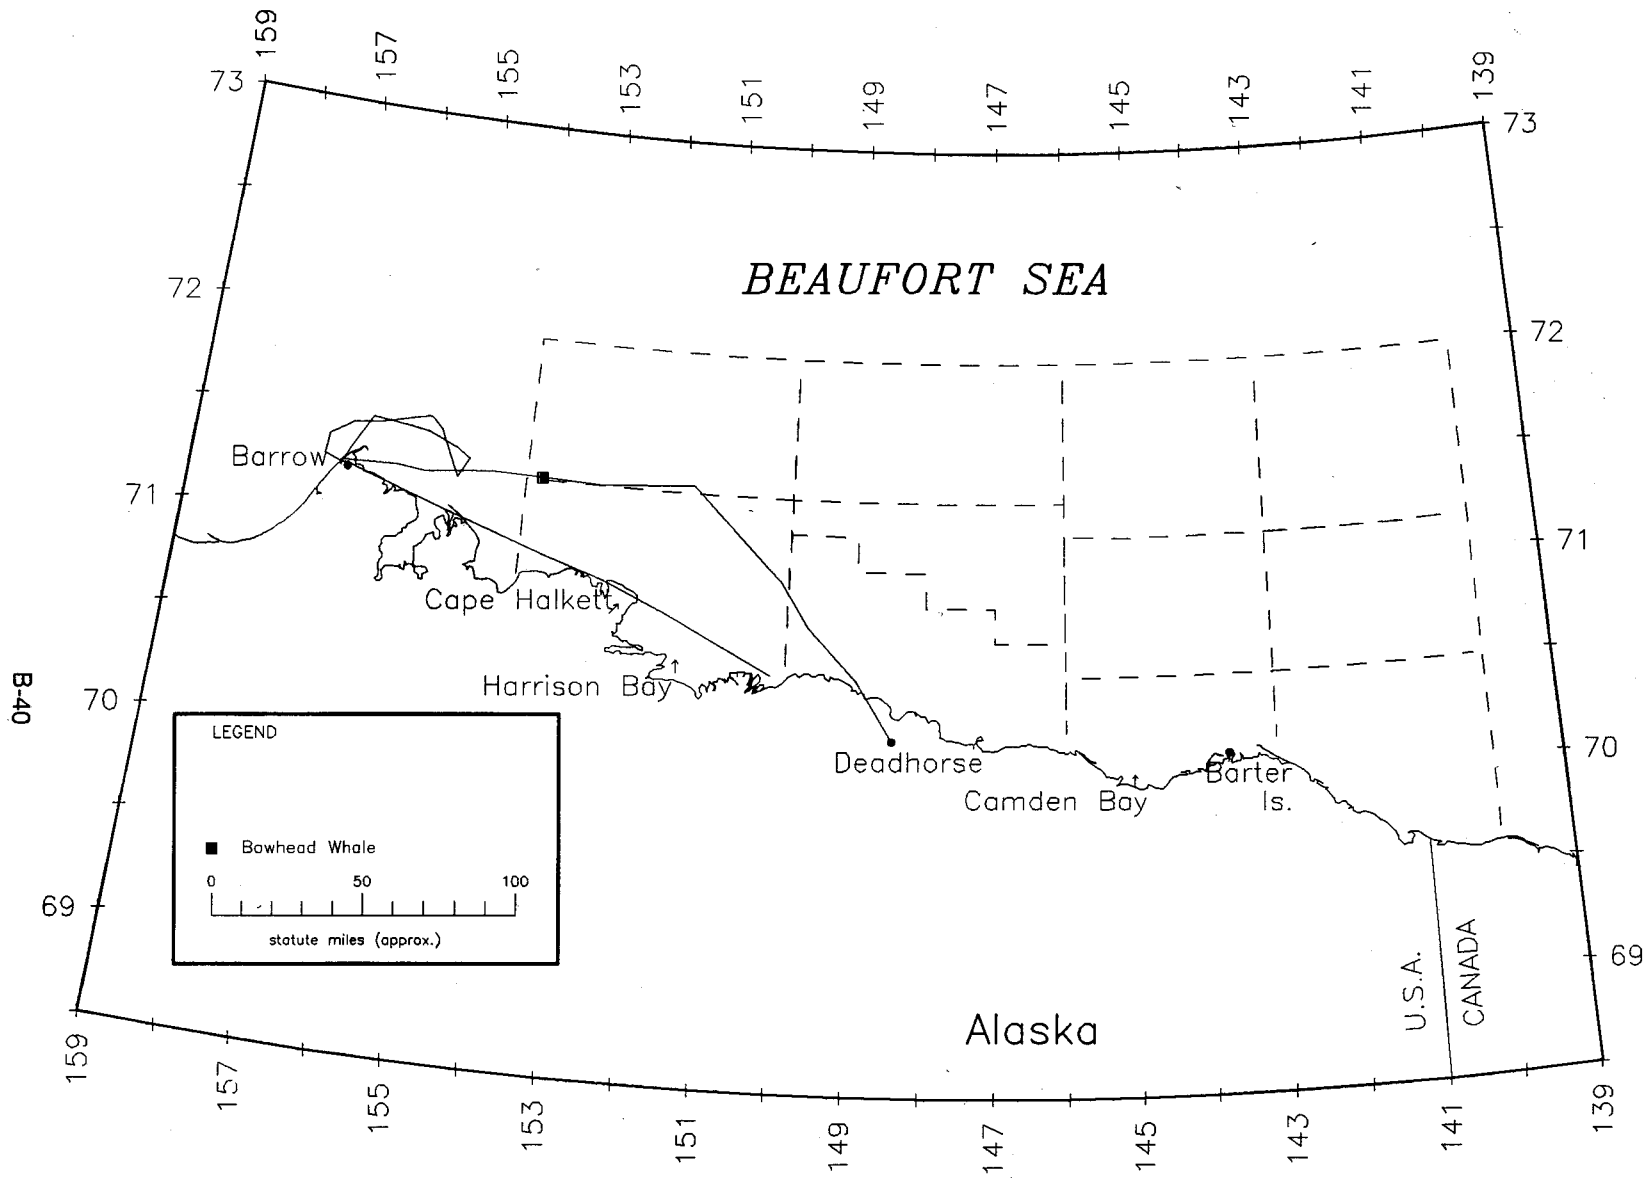 159
157
155
153
151
149
147
145
143
141
139
73
73
72
BEAUFORT SEA
72
Barrow
71
71
Cape Halkett
Harrison Bay
70
70
B-40
Deadhorse
Camden Bay
Barter
Is.
LEGEND
Bowhead Whale
0 50 100
statute miles (approx.)
69
69
U.S.A.
CANADA
Alaska
159
157
155
153
151
149
147
145
143
141
139